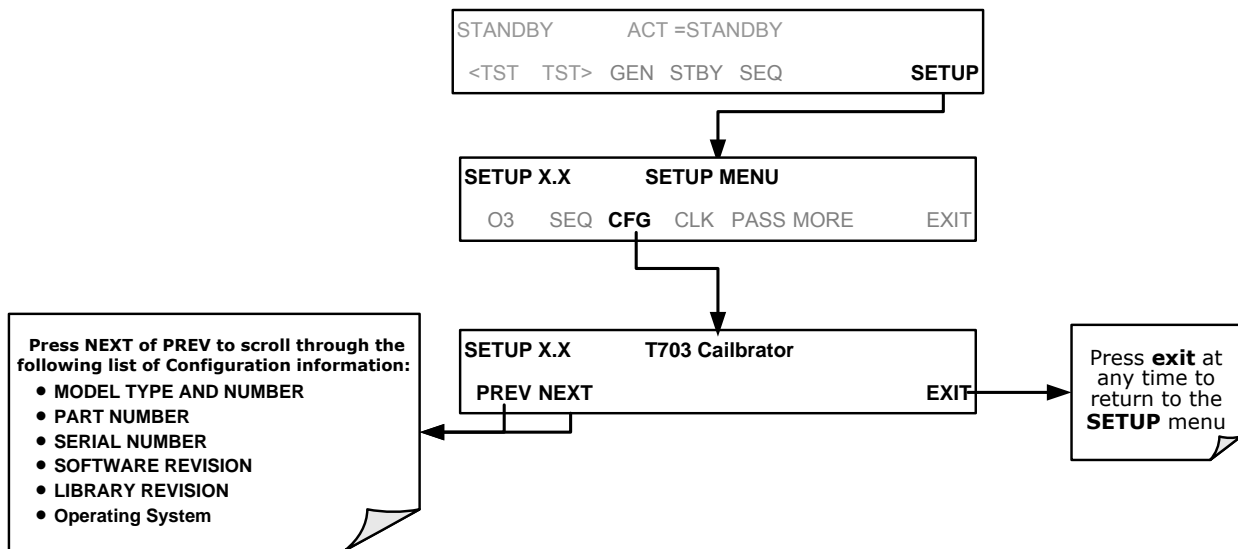 STANDBY ACT =STANDBY
<TST TST> GEN STBY SEQ SETUP
SETUP X.X SETUP MENU
O3 SEQ CFG CLK PASS MORE EXIT
SETUP X.X T703 Cailbrator
PREV NEXT EXIT
Press NEXT of PREV to scroll through the
following list of Configuration information:
● MODEL TYPE AND NUMBER
● PART NUMBER
● SERIAL NUMBER
● SOFTWARE REVISION
● LIBRARY REVISION
● Operating System
Press exit at
any time to
return to the
SETUP menu